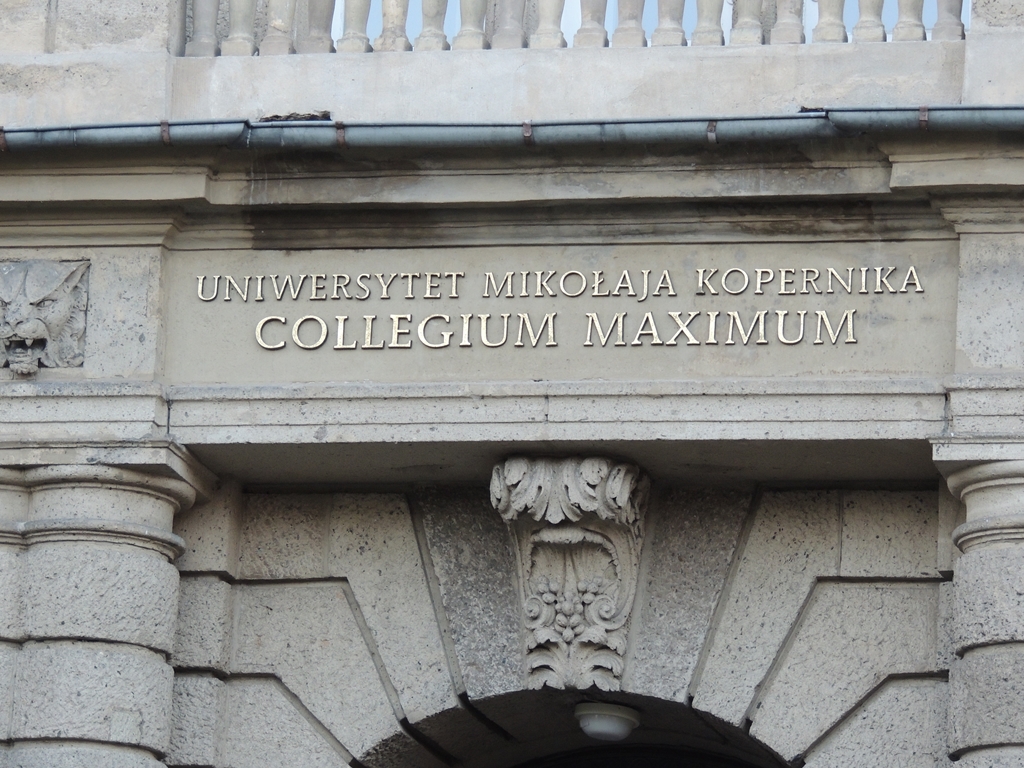 UNIWERSYTET MIKOŁAJA KOPERNIKA
COLLEGIUM MAXIMUM